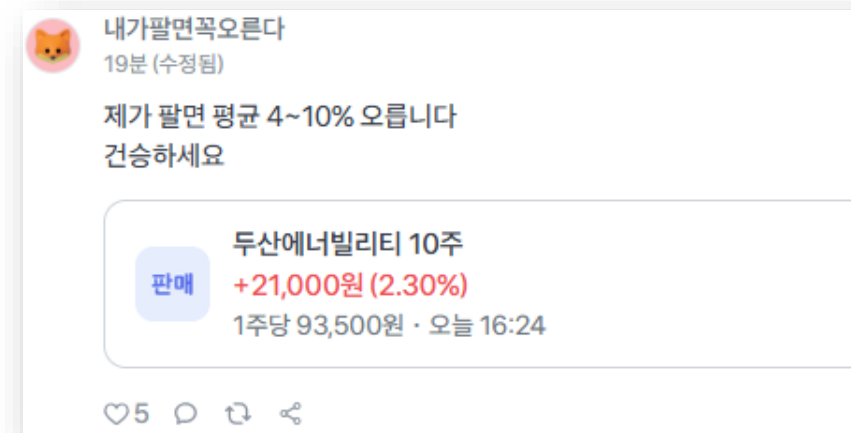 내가팔면꼭오른다
19분 (수정됨)
제가 팔면 평균 4~10% 오릅니다
건승하세요
두산에너빌리티 10주
판매
+21,000원 (2.30%)
1주당 93,500원 · 오늘 16:24
5